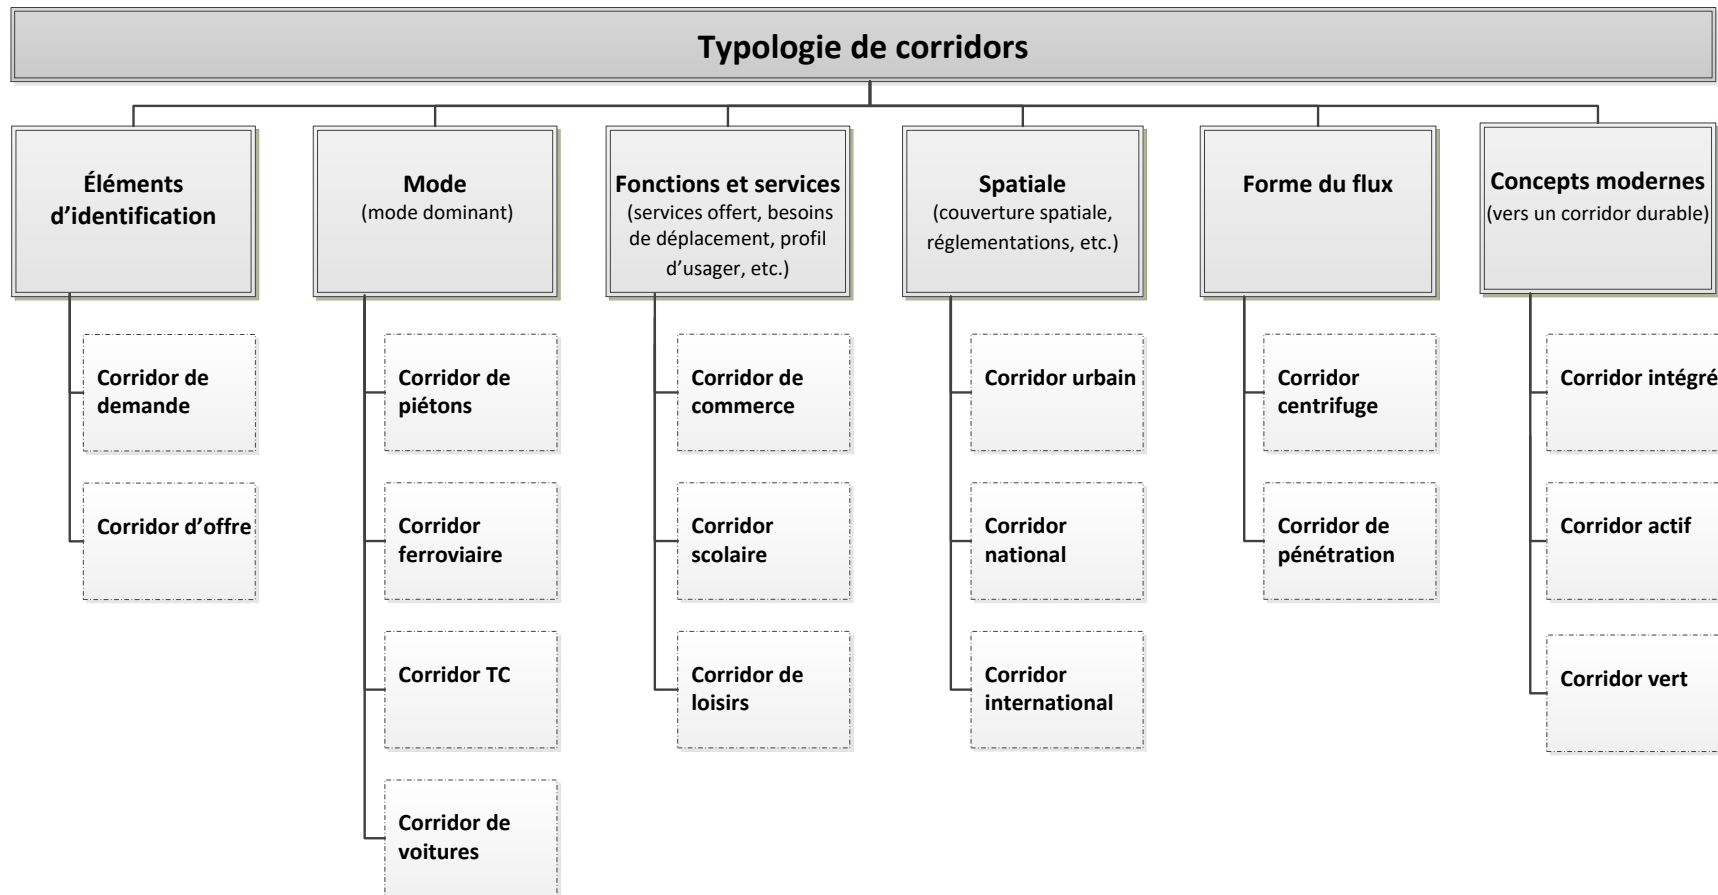 Typologie de corridors
Éléments
d’identification
Mode
(mode dominant)
Fonctions et services
(services offert, besoins
de déplacement, profil
d’usager, etc.)
Spatiale
(couverture spatiale,
réglementations, etc.)
Forme du flux
Concepts modernes
(vers un corridor durable)
Corridor de
demande
Corridor d’offre
Corridor de
piétons
Corridor
ferroviaire
Corridor TC
Corridor de
voitures
Corridor de
commerce
Corridor
scolaire
Corridor de
loisirs
Corridor urbain
Corridor
national
Corridor
international
Corridor
centrifuge
Corridor de
pénétration
Corridor intégré
Corridor actif
Corridor vert